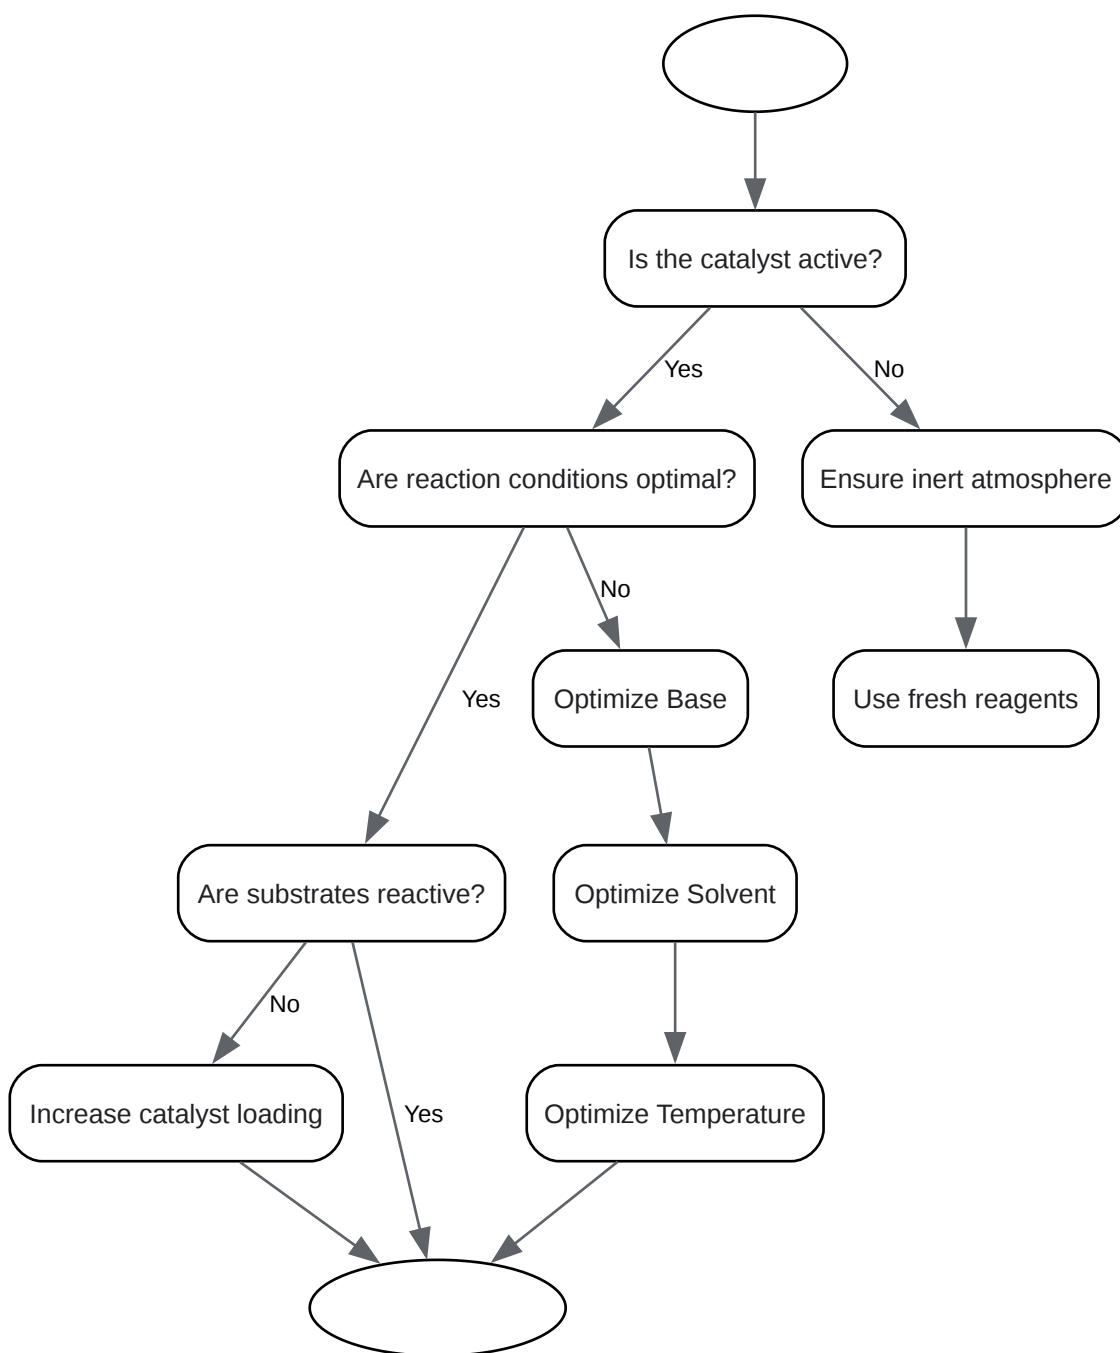 Is the catalyst active?
Yes
No
Are reaction conditions optimal?
Ensure inert atmosphere
No
Yes
Optimize Base
Use fresh reagents
Are substrates reactive?
Optimize Solvent
No
Increase catalyst loading
Yes
Optimize Temperature